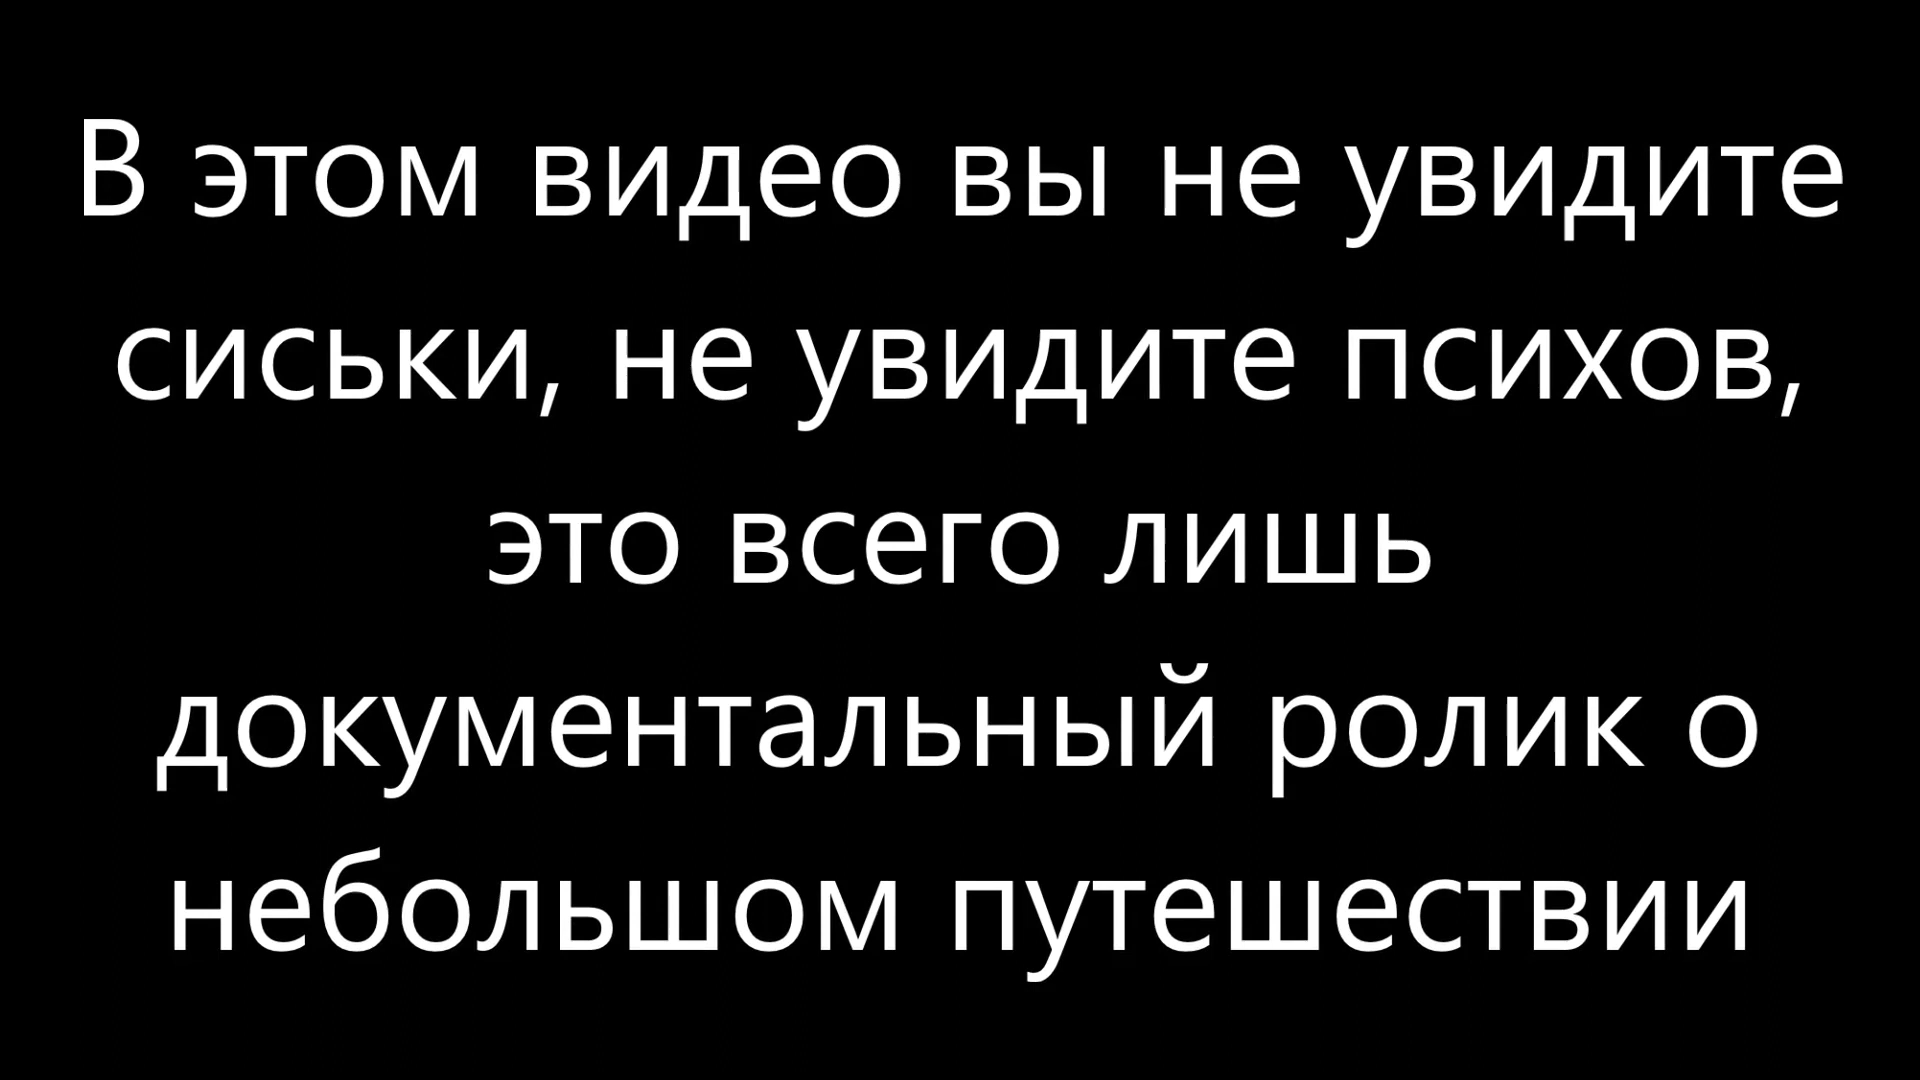 В этом видео вы не увидите
сиськи, не увидите психов,
это всего лишь
документальный ролик о
небольшом путешествии